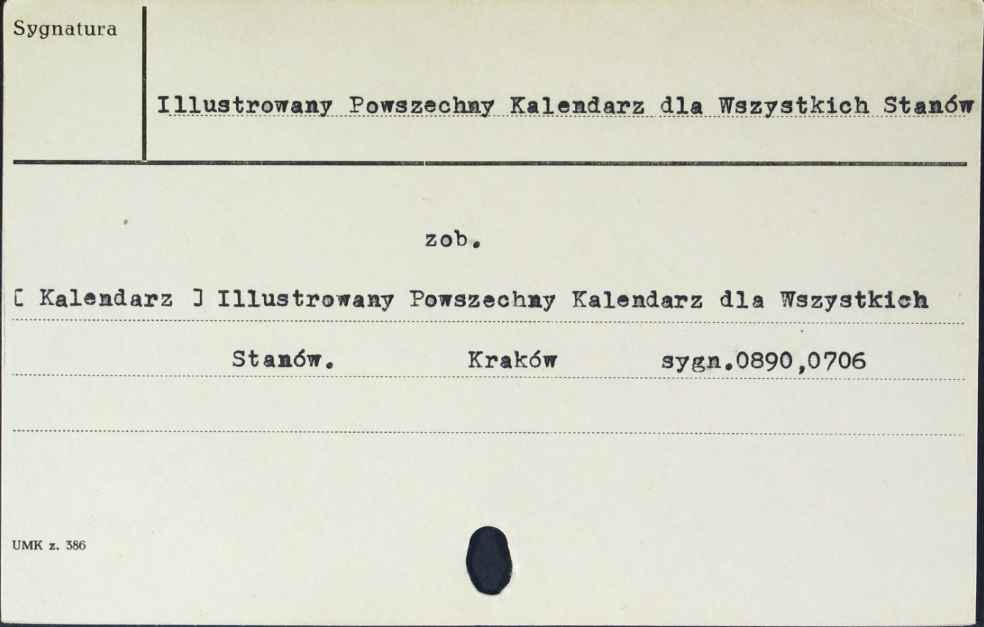 Sygnatura
Illustrowany Powszechny Kalendarz dla Wszystkich Stanów
zob.
[ Kalendarz ] Illustrowany Powszechny Kalendarz dla Wszystkich
Stanów. Kraków sygn.0890,0706
UMK z. 386